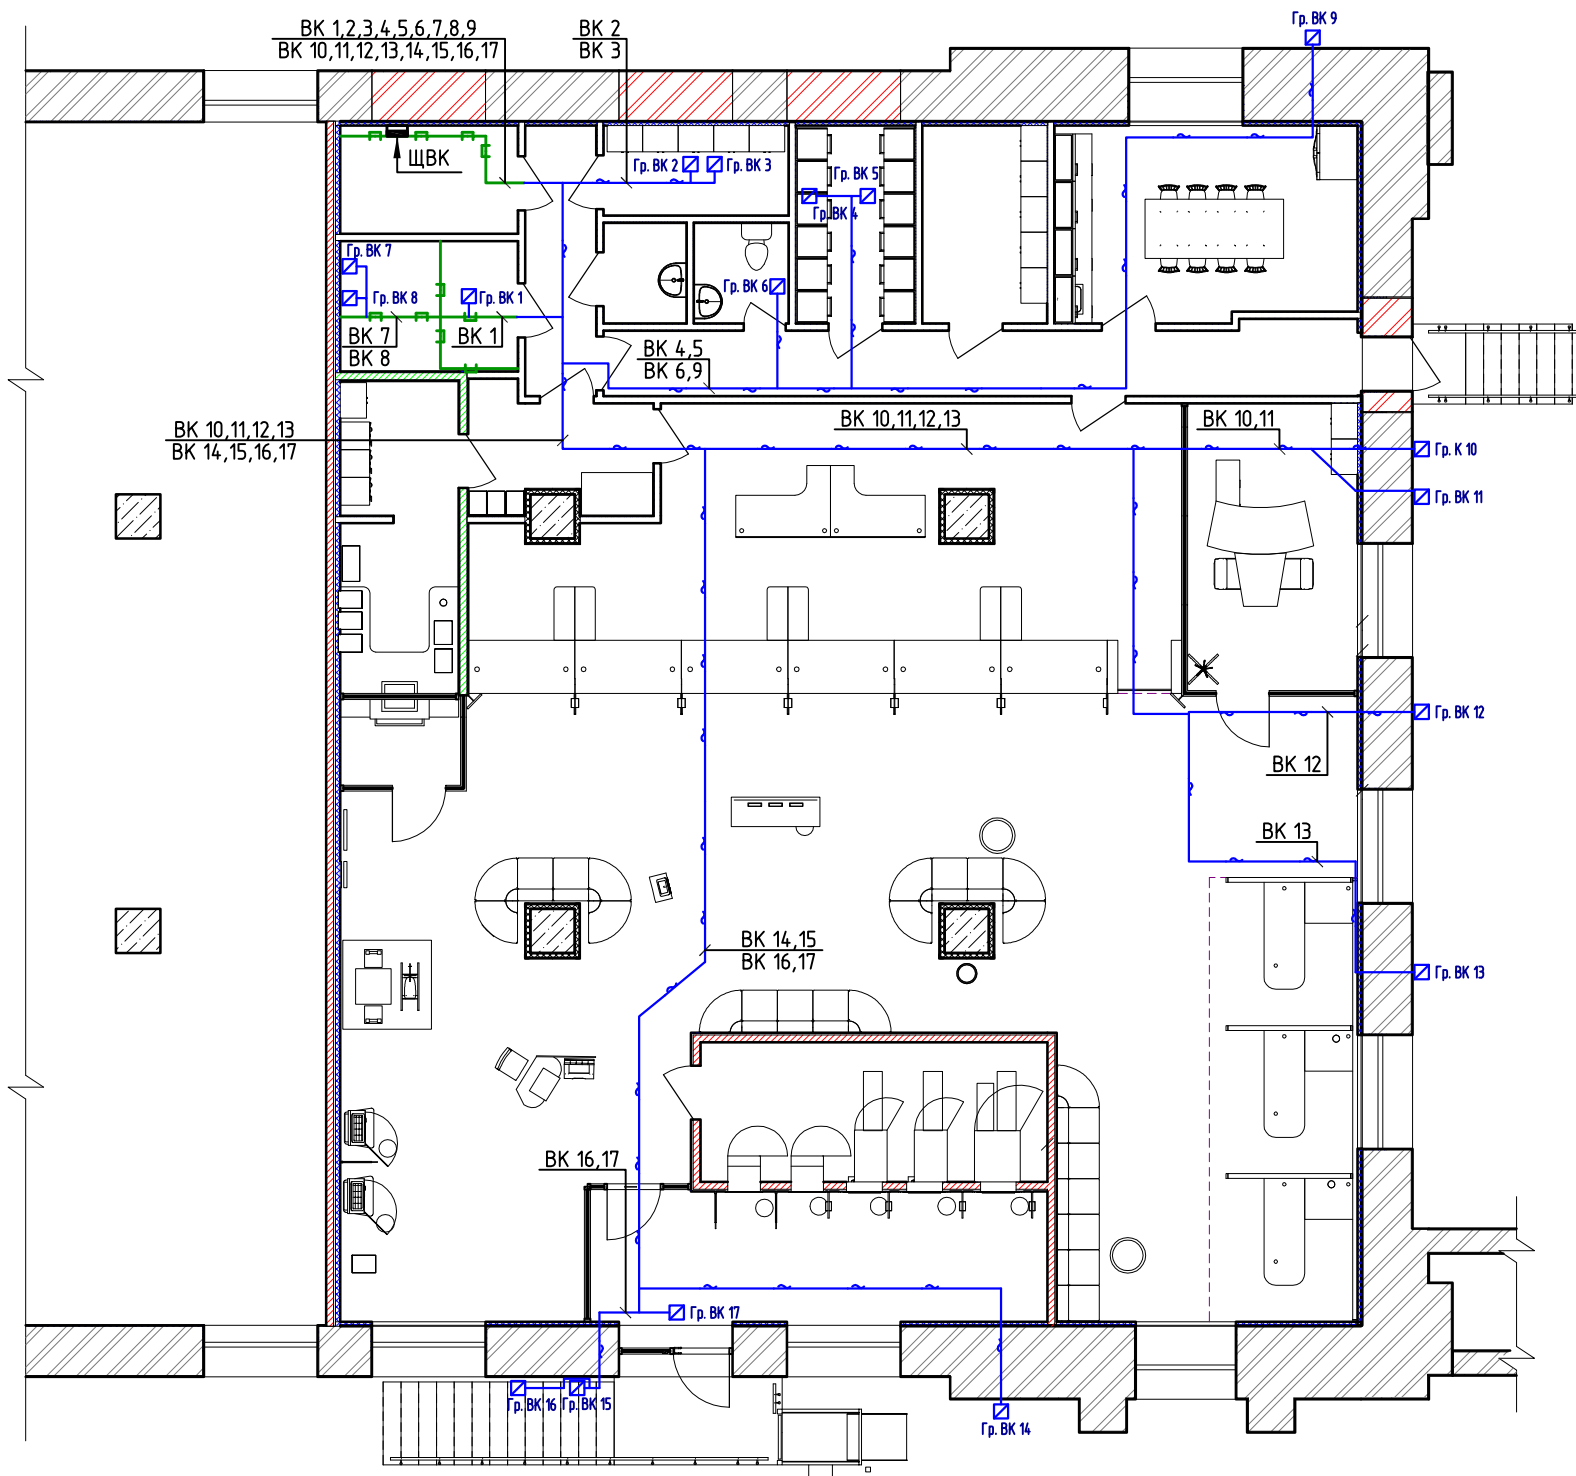 Гр. ВК 9
ВК 1,2,3,4,5,6,7,8,9
ВК 10,11,12,13,14,15,16,17
ВК 2
ВК 3
ЩВК
Гр. ВК 2
Гр. ВК 3
Гр. ВК 5
Гр. ВК 4
Гр. ВК 7
Гр. ВК 8
Гр. ВК 1
Гр. ВК 6
ВК 7
ВК 8
ВК 1
ВК 4,5
ВК 6,9
ВК 10,11,12,13
ВК 14,15,16,17
ВК 10,11,12,13
ВК 10,11
Гр. К 10
Гр. ВК 11
Гр. ВК 12
ВК 12
ВК 13
ВК 14,15
ВК 16,17
Гр. ВК 13
ВК 16,17
Гр. ВК 17
Гр. ВК 16
Гр. ВК 15
Гр. ВК 14